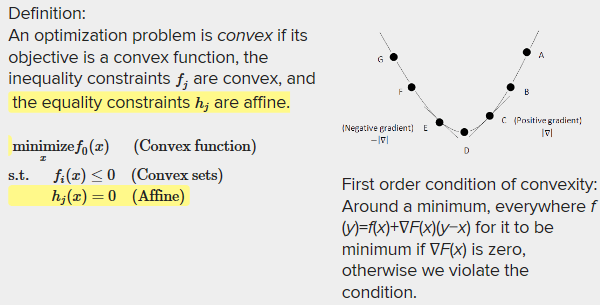 Definition:
An optimization problem is convex if its
objective is a convex function, the
inequality constraints fⱼ are convex, and
the equality constraints hⱼ are affine.
minimize f₀(x) (Convex function)
x
s.t. fᵢ(x) ≤ 0 (Convex sets)
hⱼ(x) = 0 (Affine)
G
A
F
B
(Negative gradient) E
−|∇|
C (Positive gradient)
|∇|
D
First order condition of convexity:
Around a minimum, everywhere f
(y)=f(x)+∇F(x)(y−x) for it to be
minimum if ∇F(x) is zero,
otherwise we violate the
condition.